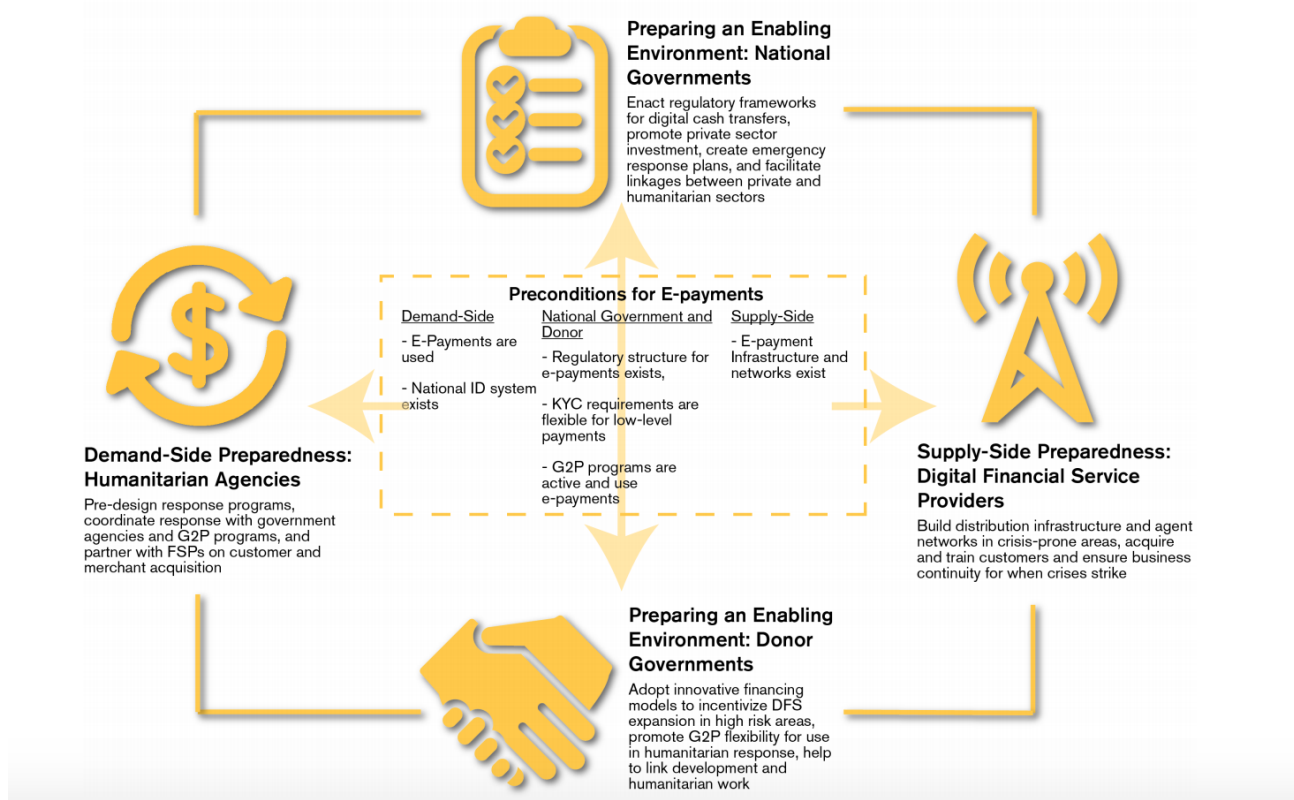 Preparing an Enabling
Environment: National
Governments
Enact regulatory frameworks
for digital cash transfers,
promote private sector
investment, create emergency
response plans, and facilitate
linkages between private and
humanitarian sectors
Preconditions for E-payments
Demand-Side
- E-Payments are
used
- National ID system
exists
National Government and
Donor
- Regulatory structure for
e-payments exists,
- KYC requirements are
flexible for low-level
payments
- G2P programs are
active and use
e-payments
Supply-Side
- E-payment
Infrastructure and
networks exist
Demand-Side Preparedness:
Humanitarian Agencies
Pre-design response programs,
coordinate response with government
agencies and G2P programs, and
partner with FSPs on customer and
merchant acquisition
Supply-Side Preparedness:
Digital Financial Service
Providers
Build distribution infrastructure and agent
networks in crisis-prone areas, acquire
and train customers and ensure business
continuity for when crises strike
Preparing an Enabling
Environment: Donor
Governments
Adopt innovative financing
models to incentivize DFS
expansion in high risk areas,
promote G2P flexibility for use
in humanitarian response, help
to link development and
humanitarian work